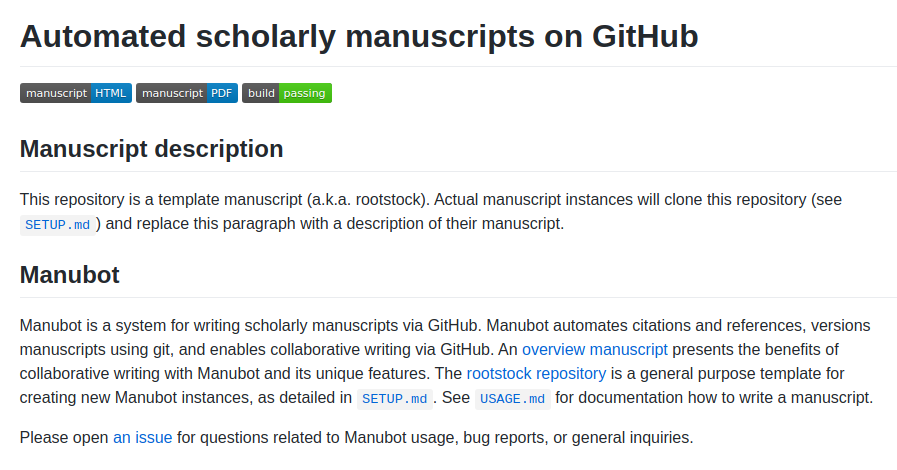 Automated scholarly manuscripts on GitHub
manuscript HTML manuscript PDF build passing
Manuscript description
This repository is a template manuscript (a.k.a. rootstock). Actual manuscript instances will clone this repository (see
SETUP.md ) and replace this paragraph with a description of their manuscript.
Manubot
Manubot is a system for writing scholarly manuscripts via GitHub. Manubot automates citations and references, versions
manuscripts using git, and enables collaborative writing via GitHub. An overview manuscript presents the benefits of
collaborative writing with Manubot and its unique features. The rootstock repository is a general purpose template for
creating new Manubot instances, as detailed in SETUP.md . See USAGE.md for documentation how to write a manuscript.
Please open an issue for questions related to Manubot usage, bug reports, or general inquiries.